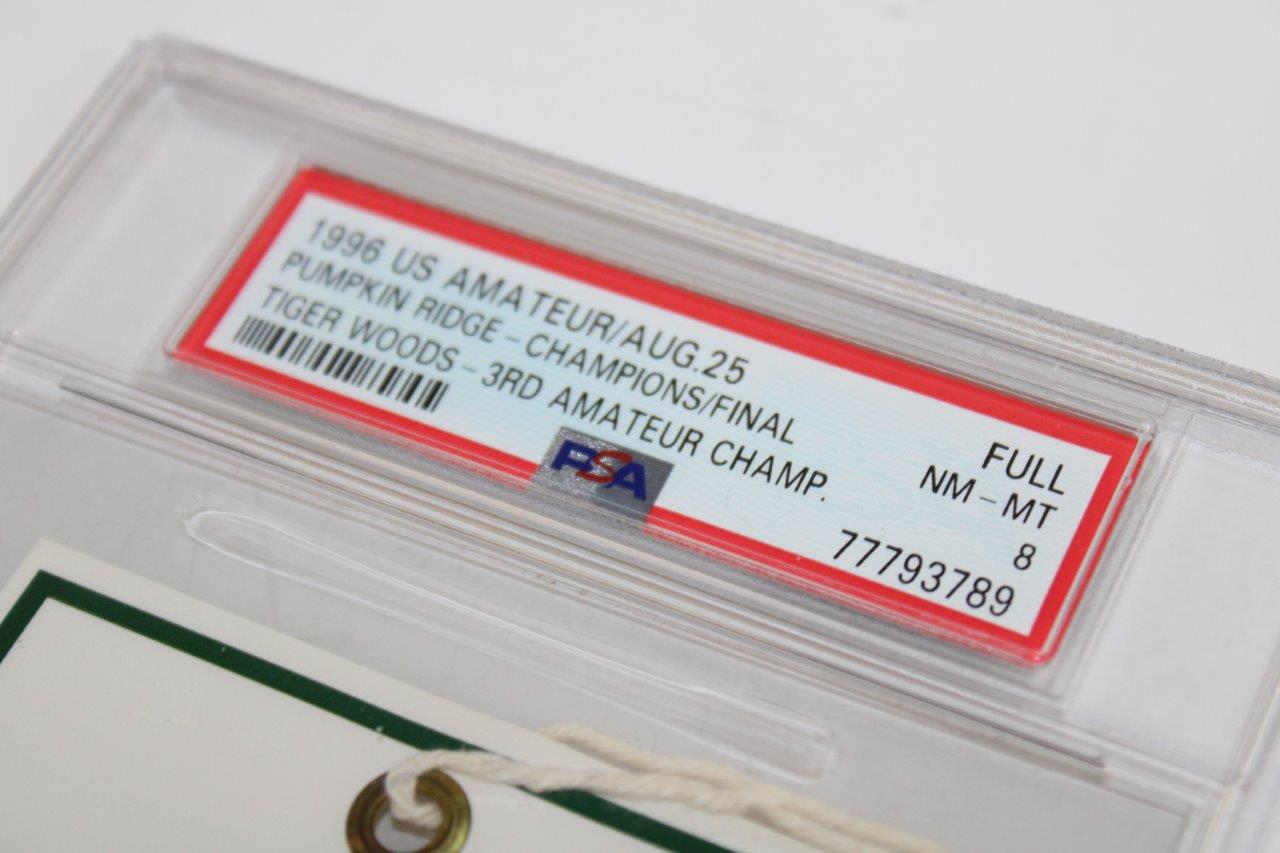 1996 US AMATEUR/AUG.25
PUMPKIN RIDGE-CHAMPIONS/FINAL
TIGER WOODS-3RD AMATEUR CHAMP.
FULL
NM-MT
8
77793789
PSA